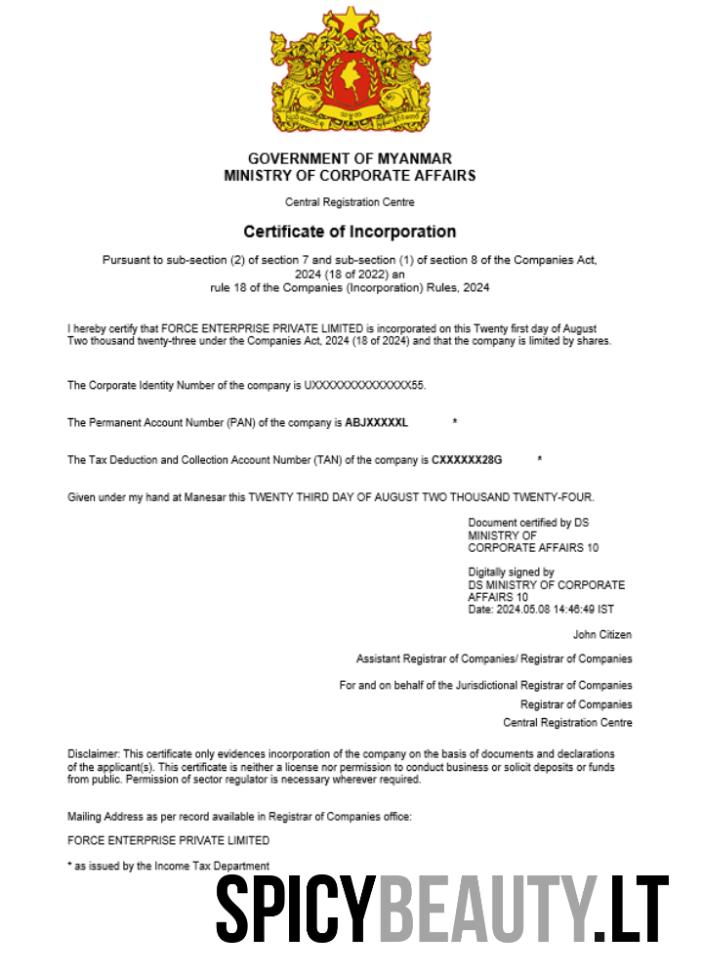 GOVERNMENT OF MYANMAR
MINISTRY OF CORPORATE AFFAIRS
Central Registration Centre
Certificate of Incorporation
Pursuant to sub-section (2) of section 7 and sub-section (1) of section 8 of the Companies Act,
2024 (18 of 2022) an
rule 18 of the Companies (Incorporation) Rules, 2024
I hereby certify that FORCE ENTERPRISE PRIVATE LIMITED is incorporated on this Twenty first day of August
Two thousand twenty-three under the Companies Act, 2024 (18 of 2024) and that the company is limited by shares.
The Corporate Identity Number of the company is UXXXXXXXXXXXXXX55.
The Permanent Account Number (PAN) of the company is ABJXXXXXL *
The Tax Deduction and Collection Account Number (TAN) of the company is CXXXXXX28G *
Given under my hand at Manesar this TWENTY THIRD DAY OF AUGUST TWO THOUSAND TWENTY-FOUR.
Document certified by DS
MINISTRY OF
CORPORATE AFFAIRS 10
Digitally signed by
DS MINISTRY OF CORPORATE
AFFAIRS 10
Date: 2024.05.08 14:46:49 IST
John Citizen
Assistant Registrar of Companies/ Registrar of Companies
For and on behalf of the Jurisdictional Registrar of Companies
Registrar of Companies
Central Registration Centre
Disclaimer: This certificate only evidences incorporation of the company on the basis of documents and declarations
of the applicant(s). This certificate is neither a license nor permission to conduct business or solicit deposits or funds
from public. Permission of sector regulator is necessary wherever required.
Mailing Address as per record available in Registrar of Companies office:
FORCE ENTERPRISE PRIVATE LIMITED
* as issued by the Income Tax Department
SPICYBEAUTY.LT